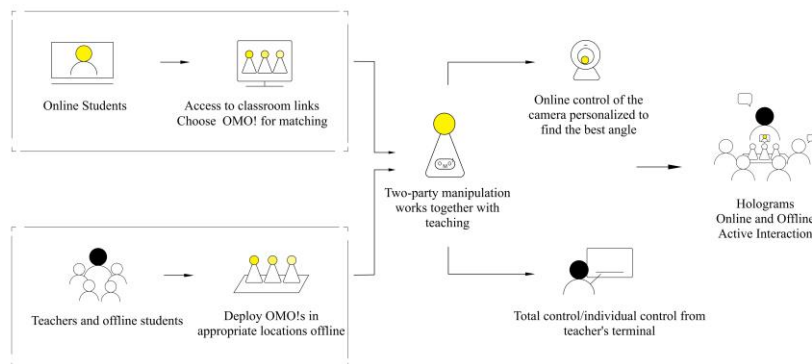 Online Students
Access to classroom links
Choose OMO! for matching
Teachers and offline students
Deploy OMO!s in
appropriate locations offline
Two-party manipulation
works together with
teaching
Online control of the
camera personalized to
find the best angle
Total control/individual control from
teacher's terminal
Holograms
Online and Offline
Active Interaction